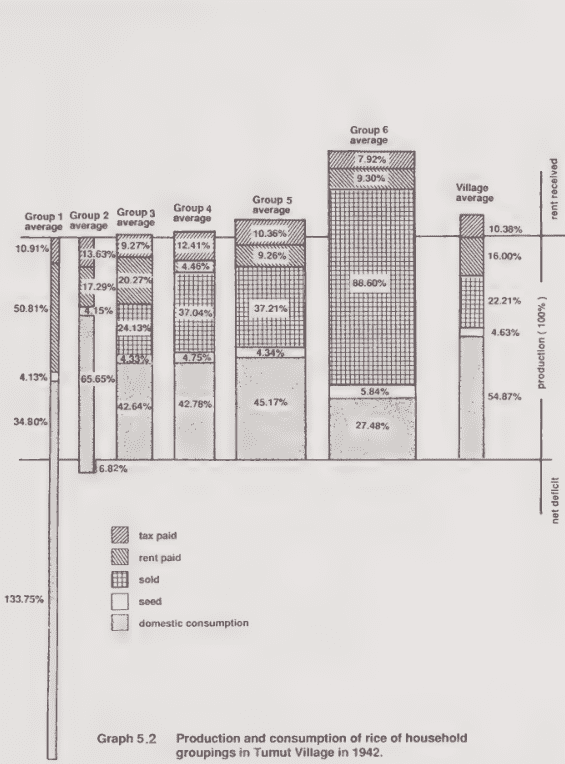 Group 6
average
7.92%
9.30%
88.60%
5.84%
27.48%
Group 1
average
10.91%
50.81%
4.13%
34.80%
133.75%
Group 2
average
13.63%
17.29%
4.15%
65.65%
6.82%
Group 3
average
9.27%
20.27%
24.13%
4.33%
42.64%
Group 4
average
12.41%
4.46%
37.04%
4.75%
42.78%
Group 5
average
10.36%
9.26%
37.21%
4.34%
45.17%
Village
average
10.38%
16.00%
22.21%
4.63%
54.87%
rent received
production (100%)
net deficit
tax paid
rent paid
sold
seed
domestic consumption
Graph 5.2 Production and consumption of rice of household
groupings in Tumut Village in 1942.